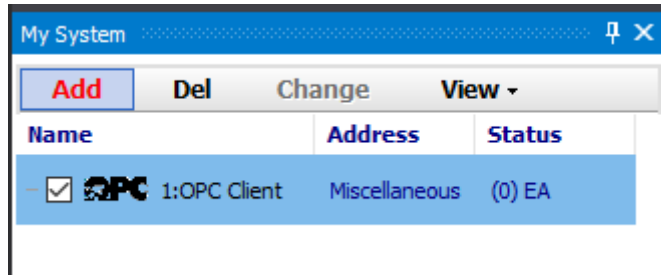 My System
Add Del Change View
Name Address Status
OPC 1:OPC Client Miscellaneous (0) EA